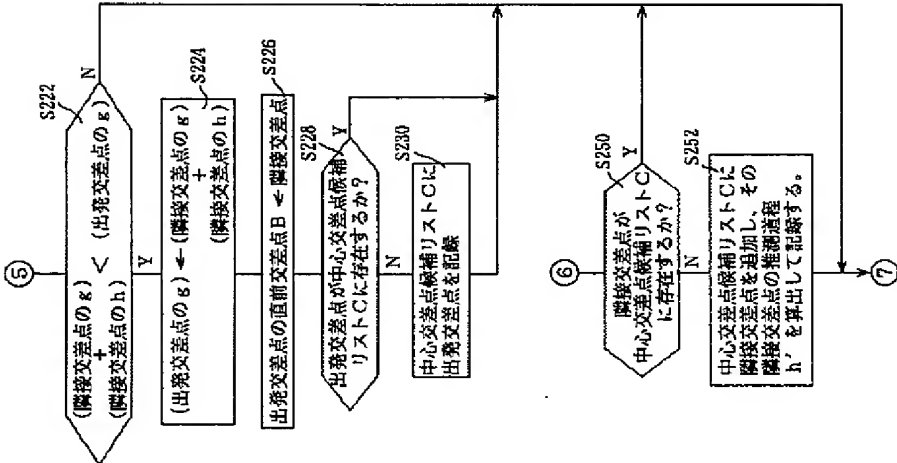 ⑤
S222
(隣接交差点のg)
+
(隣接交差点のh)
<
(出発交差点のg)
N
Y
S224
(出発交差点のg) ← (隣接交差点のg)
+
(隣接交差点のh)
S226
出発交差点の直前交差点B ← 隣接交差点
S228
出発交差点が中心交差点候補
リストCに存在するか?
Y
N
S230
中心交差点候補リストCに
出発交差点を記録
⑥
S250
隣接交差点が
中心交差点候補リストC
に存在するか?
Y
N
S252
中心交差点候補リストCに
隣接交差点を追加し、その
隣接交差点の推測道程
h'を算出して記録する。
⑦